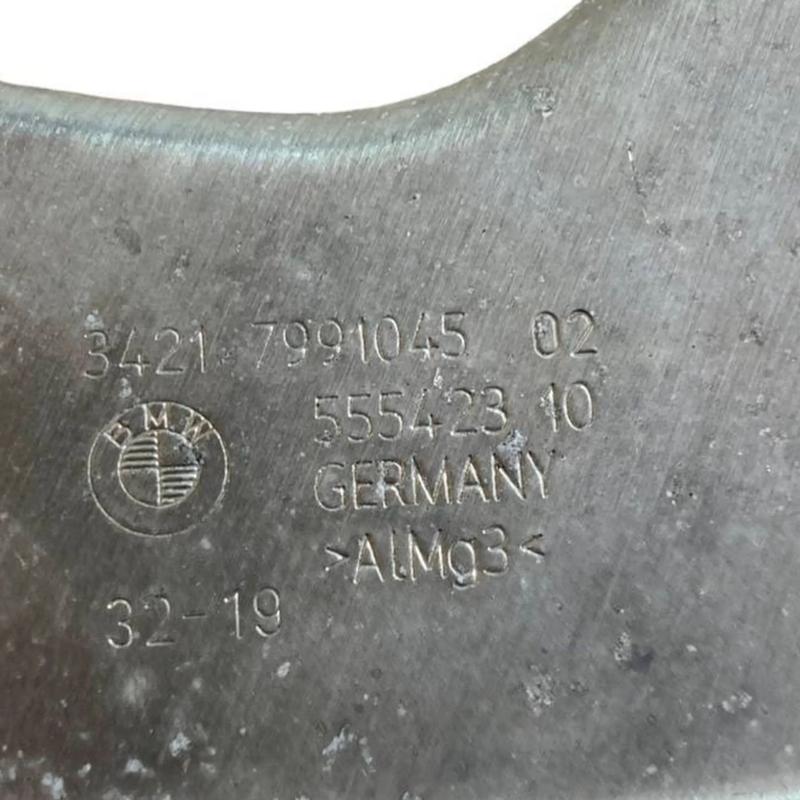 3421 7991045 02
555423 10
BMW
GERMANY
>AlMg3<
32-19